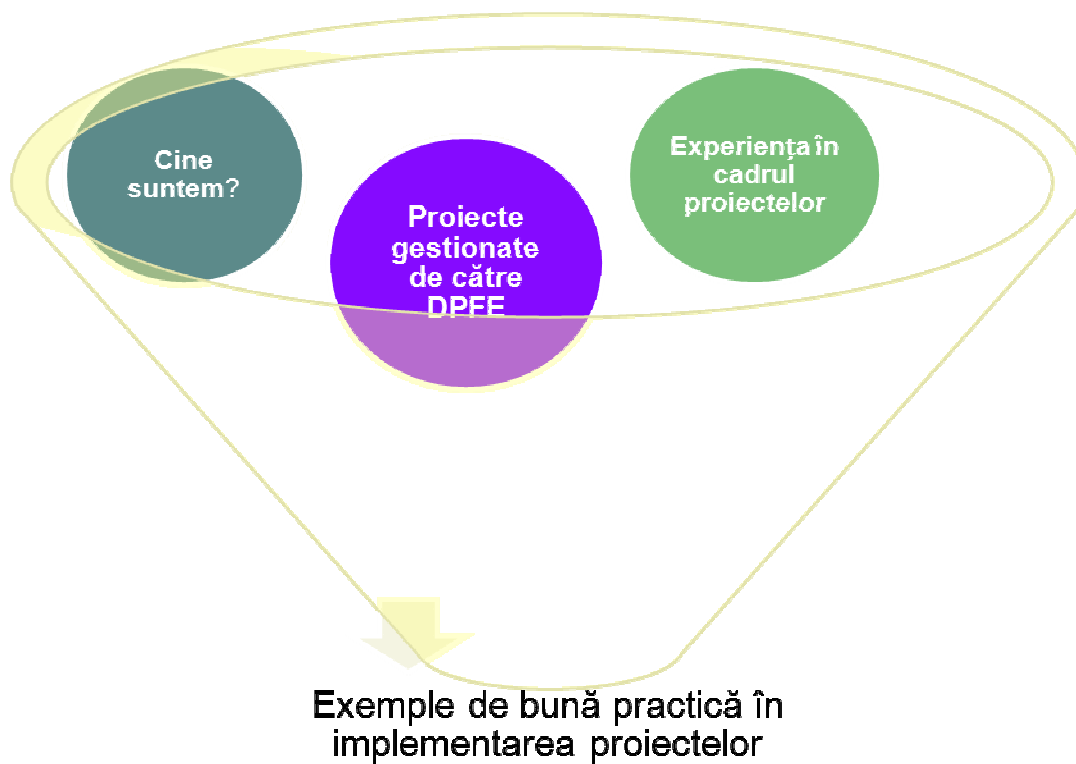 Cine
suntem?
Proiecte
gestionate
de către
DPFE
Experiența în
cadrul
proiectelor
Exemple de bună practică în
implementarea proiectelor